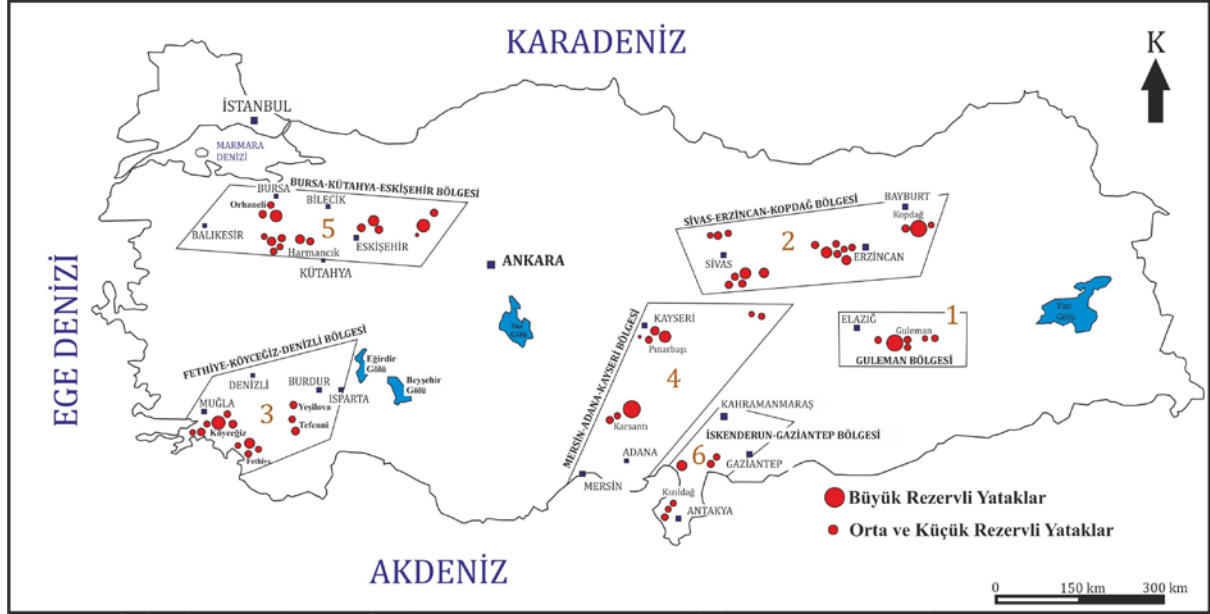 KARADENİZ
K
İSTANBUL
MARMARA
DENİZİ
BURSA-KÜTAHYA-ESKİŞEHİR BÖLGESİ
BURSA
BİLECİK
Orhaneli
5
BALIKESİR
ESKİŞEHİR
Harmancık
KÜTAHYA
ANKARA
SİVAS-ERZİNCAN-KOPDAĞ BÖLGESİ
BAYBURT
Kopdağ
2
SİVAS
ERZİNCAN
EGE DENİZİ
Tuz
Gölü
Van
Gölü
MERSİN-ADANA-KAYSERİ BÖLGESİ
KAYSERİ
Pınarbaşı
4
Karsantı
ADANA
MERSİN
1
ELAZIĞ
Guleman
GULEMAN BÖLGESİ
FETHİYE-KÖYCEĞİZ-DENİZLİ BÖLGESİ
Eğirdir
Gölü
Beyşehir
Gölü
DENİZLİ
BURDUR
ISPARTA
MUĞLA
3
Yeşilova
Köyceğiz
Tefenni
Fethiye
KAHRAMANMARAŞ
İSKENDERUN-GAZİANTEP BÖLGESİ
6
GAZİANTEP
Kızıldağ
ANTAKYA
Büyük Rezervli Yataklar
Orta ve Küçük Rezervli Yataklar
AKDENİZ
0 150 km 300 km